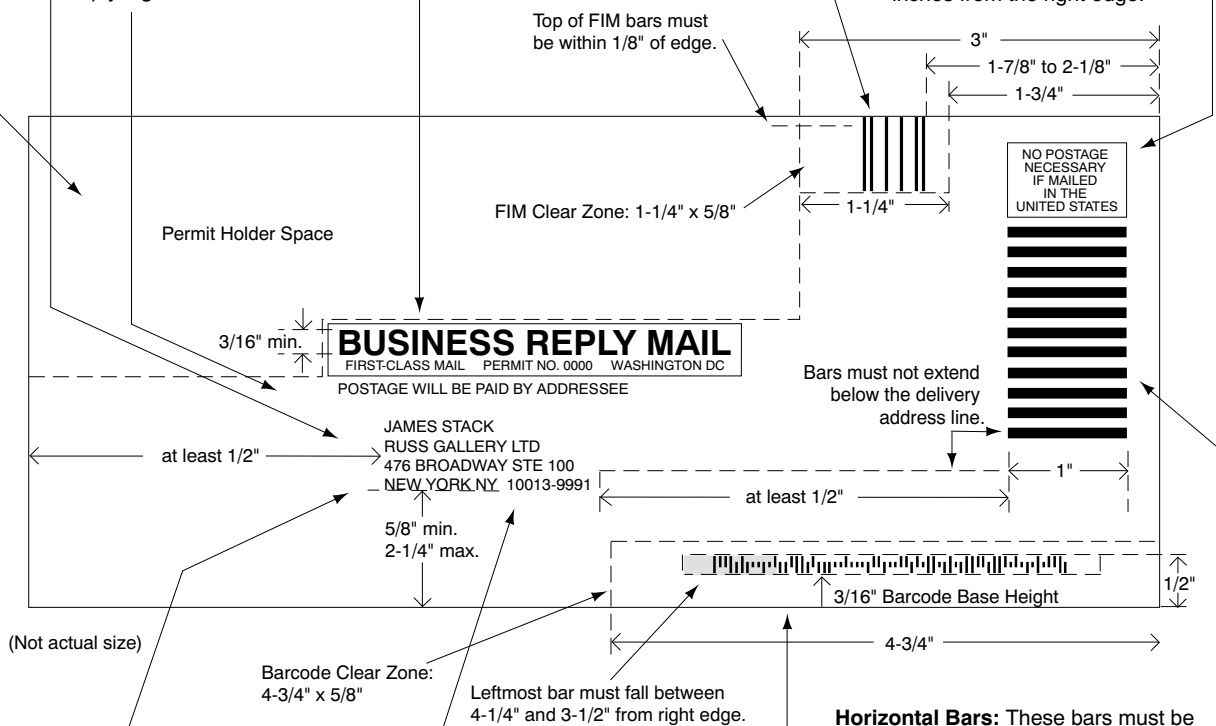 Top of FIM bars must
be within 1/8" of edge.
3"
1-7/8" to 2-1/8"
1-3/4"
NO POSTAGE
NECESSARY
IF MAILED
IN THE
UNITED STATES
FIM Clear Zone: 1-1/4" x 5/8"
1-1/4"
Permit Holder Space
3/16" min.
BUSINESS REPLY MAIL
FIRST-CLASS MAIL PERMIT NO. 0000 WASHINGTON DC
POSTAGE WILL BE PAID BY ADDRESSEE
Bars must not extend
below the delivery
address line.
JAMES STACK
RUSS GALLERY LTD
476 BROADWAY STE 100
NEW YORK NY 10013-9991
at least 1/2"
at least 1/2"
1"
5/8" min.
2-1/4" max.
1/2"
3/16" Barcode Base Height
4-3/4"
(Not actual size)
Barcode Clear Zone:
4-3/4" x 5/8"
Leftmost bar must fall between
4-1/4" and 3-1/2" from right edge.
Horizontal Bars: These bars must be